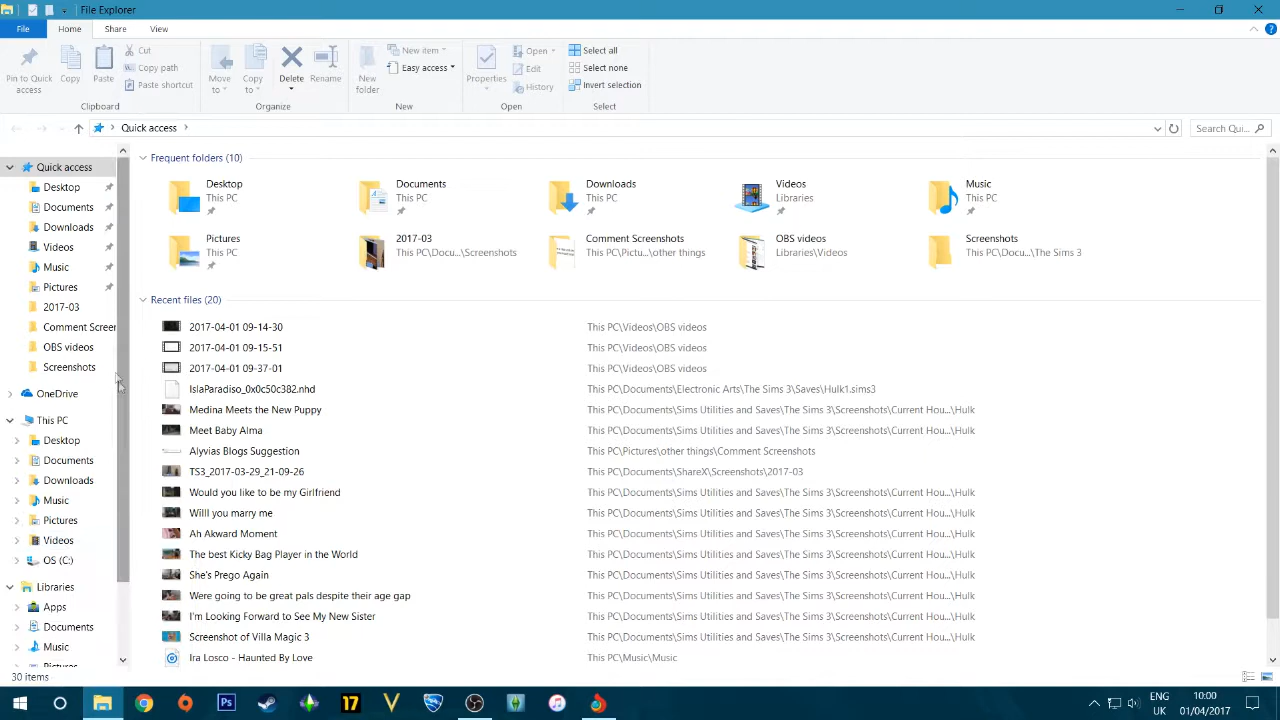 File Explorer
File Home Share View
Pin to Quick access
Copy
Paste
Cut
Copy path
Paste shortcut
Clipboard
Move to
Copy to
Delete
Rename
Organize
New folder
New item
Easy access
New
Properties
Open
Edit
History
Open
Select all
Select none
Invert selection
Select
Quick access
Search Qui...
Quick access
Desktop
Documents
Downloads
Videos
Music
Pictures
2017-03
Comment Screer
OBS videos
Screenshots
OneDrive
This PC
Desktop
Documents
Downloads
Music
Pictures
Videos
OS (C:)
Libraries
Apps
Documents
Music
Pictures
Frequent folders (10)
Desktop
This PC
Documents
This PC
Downloads
This PC
Videos
Libraries
Music
This PC
Pictures
This PC
2017-03
This PC\Docu...\Screenshots
Comment Screenshots
This PC\Pictu...\other things
OBS videos
Libraries\Videos
Screenshots
This PC\Docu...\The Sims 3
Recent files (20)
2017-04-01 09-14-30 This PC\Videos\OBS videos
2017-04-01 09-15-51 This PC\Videos\OBS videos
2017-04-01 09-37-01 This PC\Videos\OBS videos
IslaParadiso_0x0c50c382.nhd This PC\Documents\Electronic Arts\The Sims 3\Saves\Hulk1.sims3
Medina Meets the New Puppy This PC\Documents\Sims Utilities and Saves\The Sims 3\Screenshots\Current Hou...\Hulk
Meet Baby Alma This PC\Documents\Sims Utilities and Saves\The Sims 3\Screenshots\Current Hou...\Hulk
Alyvias Blogs Suggestion This PC\Pictures\other things\Comment Screenshots
TS3_2017-03-29_21-09-26 This PC\Documents\ShareX\Screenshots\2017-03
Would you like to be my Girlfriend This PC\Documents\Sims Utilities and Saves\The Sims 3\Screenshots\Current Hou...\Hulk
Willl you marry me This PC\Documents\Sims Utilities and Saves\The Sims 3\Screenshots\Current Hou...\Hulk
Ah Akward Moment This PC\Documents\Sims Utilities and Saves\The Sims 3\Screenshots\Current Hou...\Hulk
The best Kicky Bag Player in the World This PC\Documents\Sims Utilities and Saves\The Sims 3\Screenshots\Current Hou...\Hulk
She's Prego Again This PC\Documents\Sims Utilities and Saves\The Sims 3\Screenshots\Current Hou...\Hulk
Were going to be great pals despite their age gap This PC\Documents\Sims Utilities and Saves\The Sims 3\Screenshots\Current Hou...\Hulk
I'm Looking Forward to See My New Sister This PC\Documents\Sims Utilities and Saves\The Sims 3\Screenshots\Current Hou...\Hulk
Screenshot of Villa Magic 3 This PC\Documents\Sims Utilities and Saves\The Sims 3\Screenshots\Current Hou...\Hulk
Ira Losco - Haunted By Love This PC\Music\Music
30 items
Ps
17
V
ENG
UK
10:00
01/04/2017